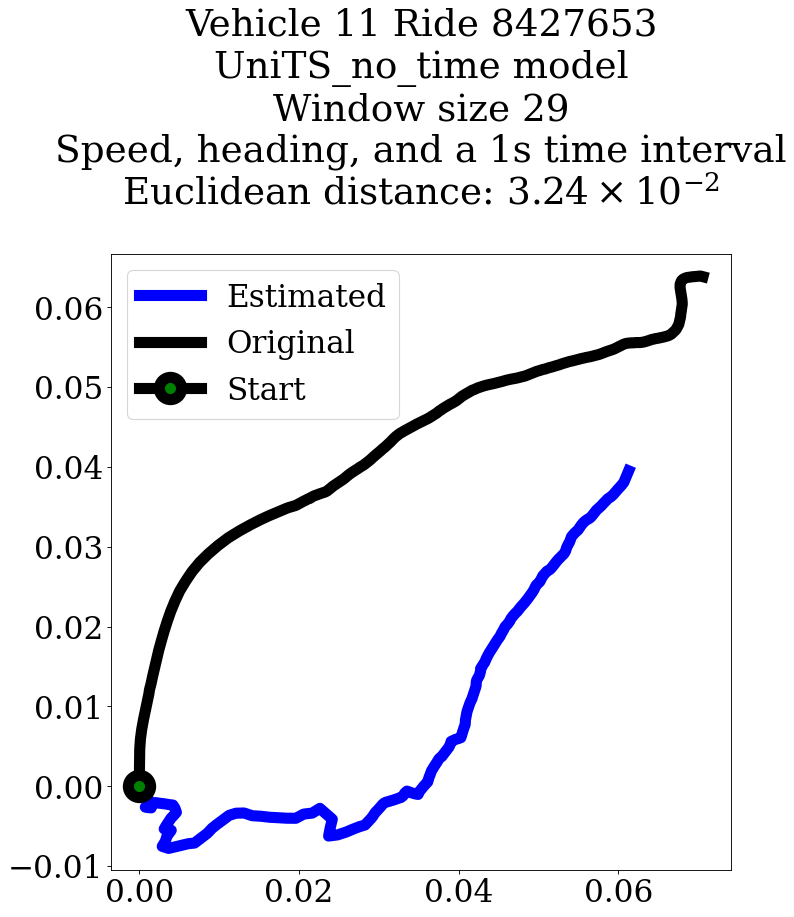 Vehicle 11 Ride 8427653
UniTS_no_time model
Window size 29
Speed, heading, and a 1s time interval
Euclidean distance: 3.24 × 10⁻²
Estimated
Original
Start
0.06
0.05
0.04
0.03
0.02
0.01
0.00
−0.01
0.00 0.02 0.04 0.06